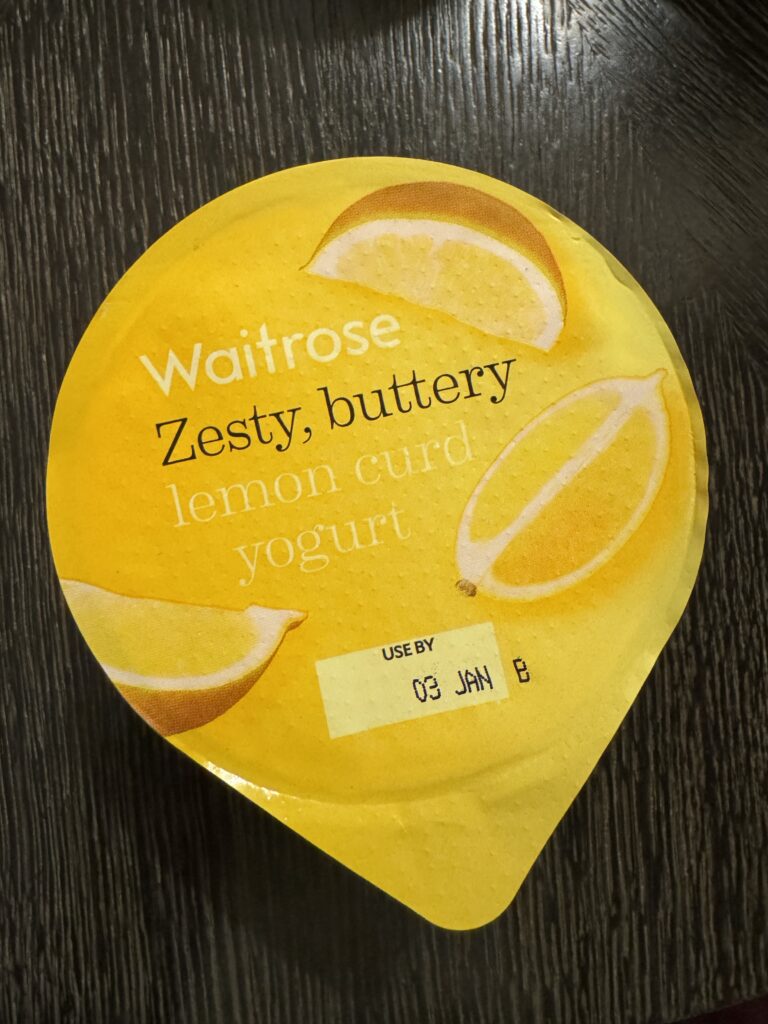 Waitrose
Zesty, buttery
lemon curd
yogurt
USE BY
03 JAN B